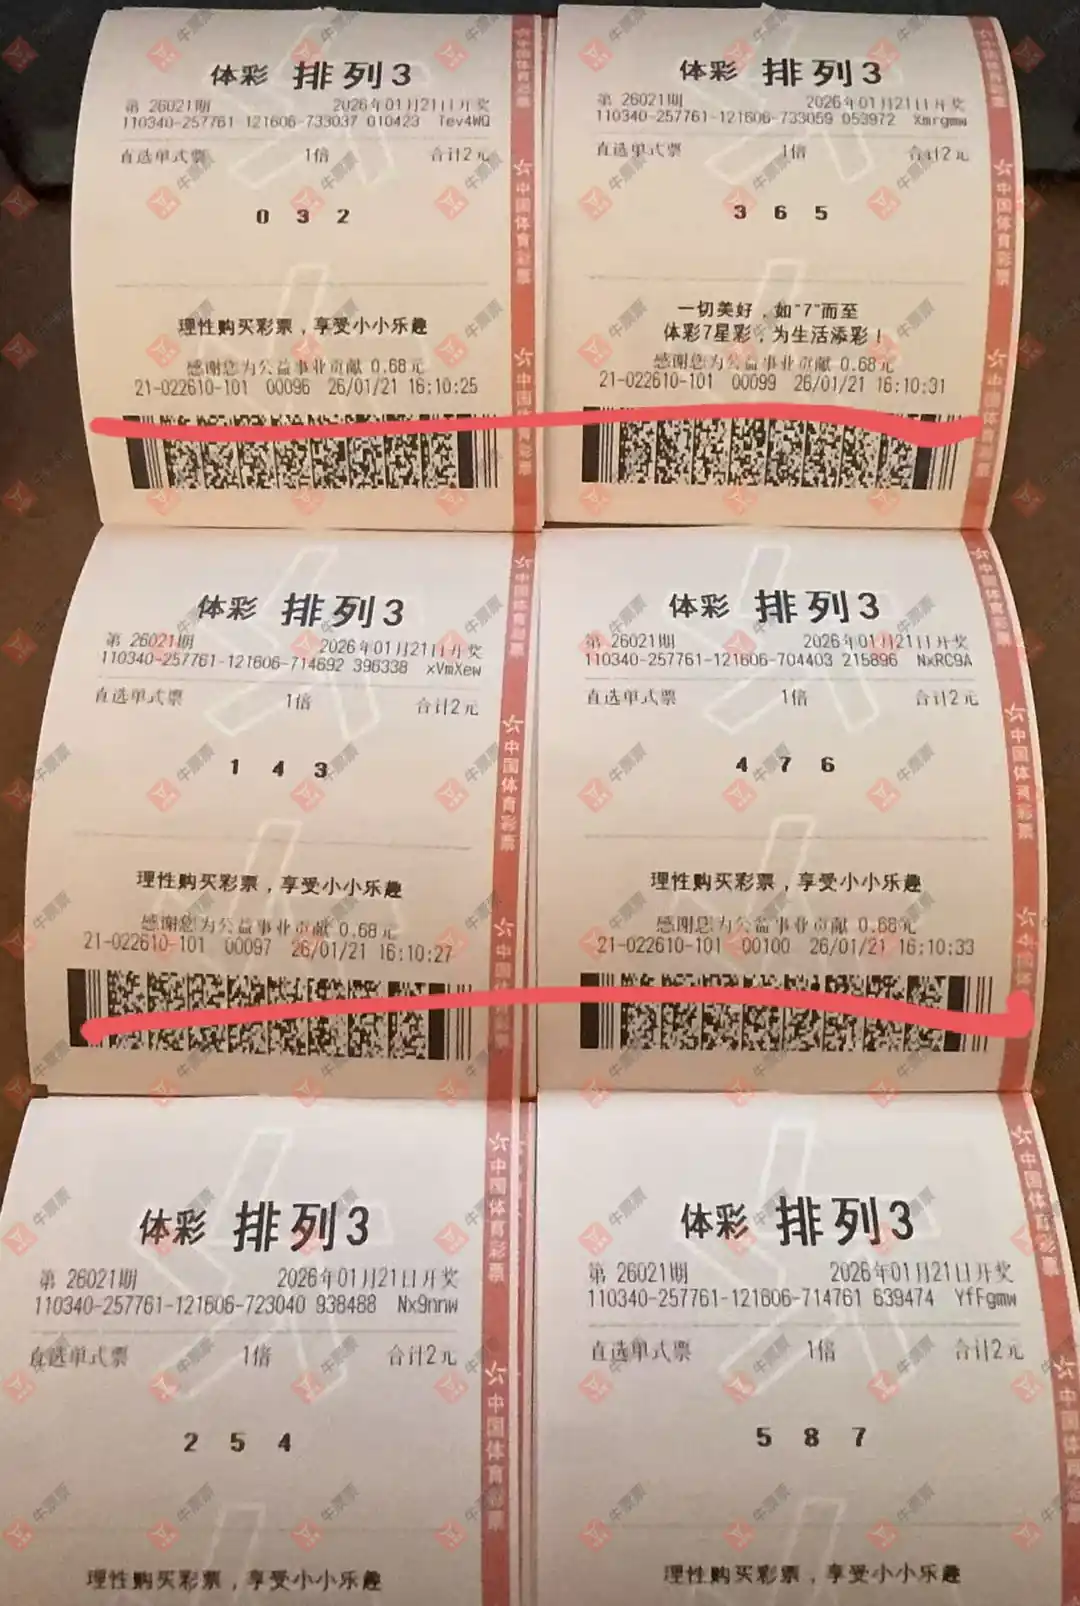 体彩 排列3
第 26021期 2026年01月21日开奖
110340-257761-121606-733037 010423 Tev4WQ
直选单式票 1倍 合计2元
0 3 2
理性购买彩票，享受小小乐趣
感谢您为公益事业贡献 0.68元
21-022610-101 00096 26/01/21 16:10:25
体彩 排列3
第 26021期 2026年01月21日开奖
110340-257761-121606-733059 053972 Xmrgmw
直选单式票 1倍 合计2元
3 6 5
一切美好，如“7”而至
体彩7星彩，为生活添彩！
感谢您为公益事业贡献 0.68元
21-022610-101 00099 26/01/21 16:10:31
体彩 排列3
第 26021期 2026年01月21日开奖
110340-257761-121606-714692 396338 xVmXew
直选单式票 1倍 合计2元
1 4 3
理性购买彩票，享受小小乐趣
感谢您为公益事业贡献 0.68元
21-022610-101 00097 26/01/21 16:10:27
体彩 排列3
第 26021期 2026年01月21日开奖
110340-257761-121606-704403 215896 NxRC9A
直选单式票 1倍 合计2元
4 7 6
理性购买彩票，享受小小乐趣
感谢您为公益事业贡献 0.68元
21-022610-101 00100 26/01/21 16:10:33
体彩 排列3
第 26021期 2026年01月21日开奖
110340-257761-121606-723040 938488 Nx9nnw
直选单式票 1倍 合计2元
2 5 4
理性购买彩票，享受小小乐趣
体彩 排列3
第 26021期 2026年01月21日开奖
110340-257761-121606-714761 639474 YfFgmw
直选单式票 1倍 合计2元
5 8 7
理性购买彩票，享受小小乐趣
中国体育彩票
牛票票